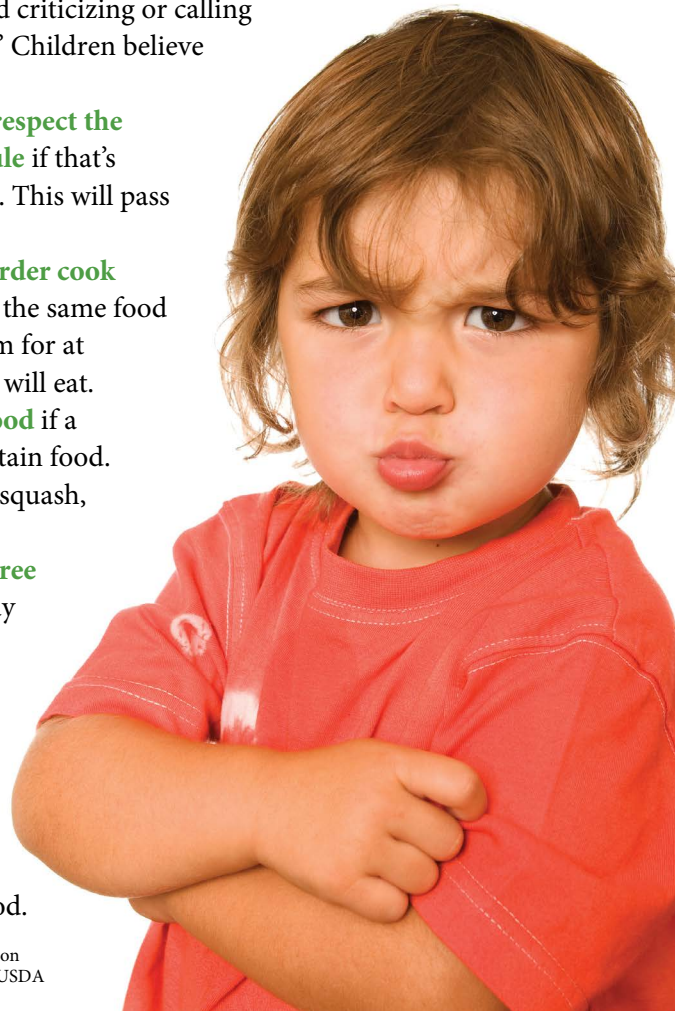 d criticizing or calling
” Children believe
respect the
le if that’s
. This will pass
rder cook
the same food
m for at
will eat.
ood if a
tain food.
squash,
ree
y
od.
on
USDA